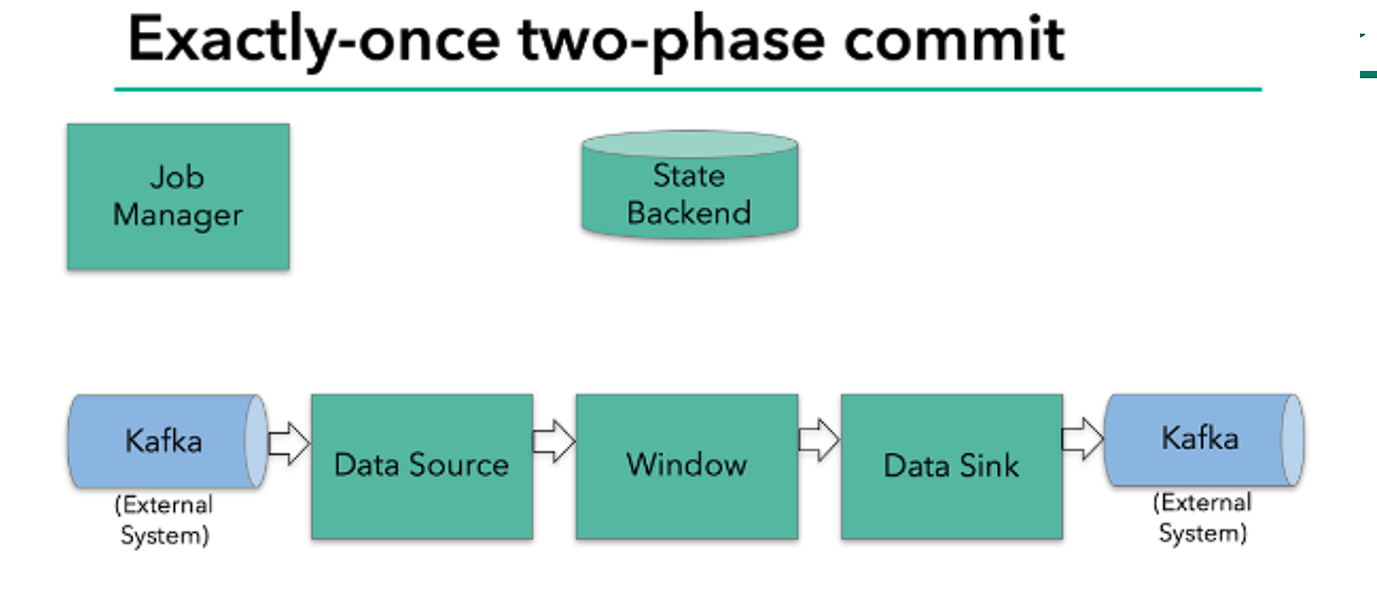 Exactly-once two-phase commit
Job
Manager
State
Backend
Kafka
(External
System)
Data Source
Window
Data Sink
Kafka
(External
System)